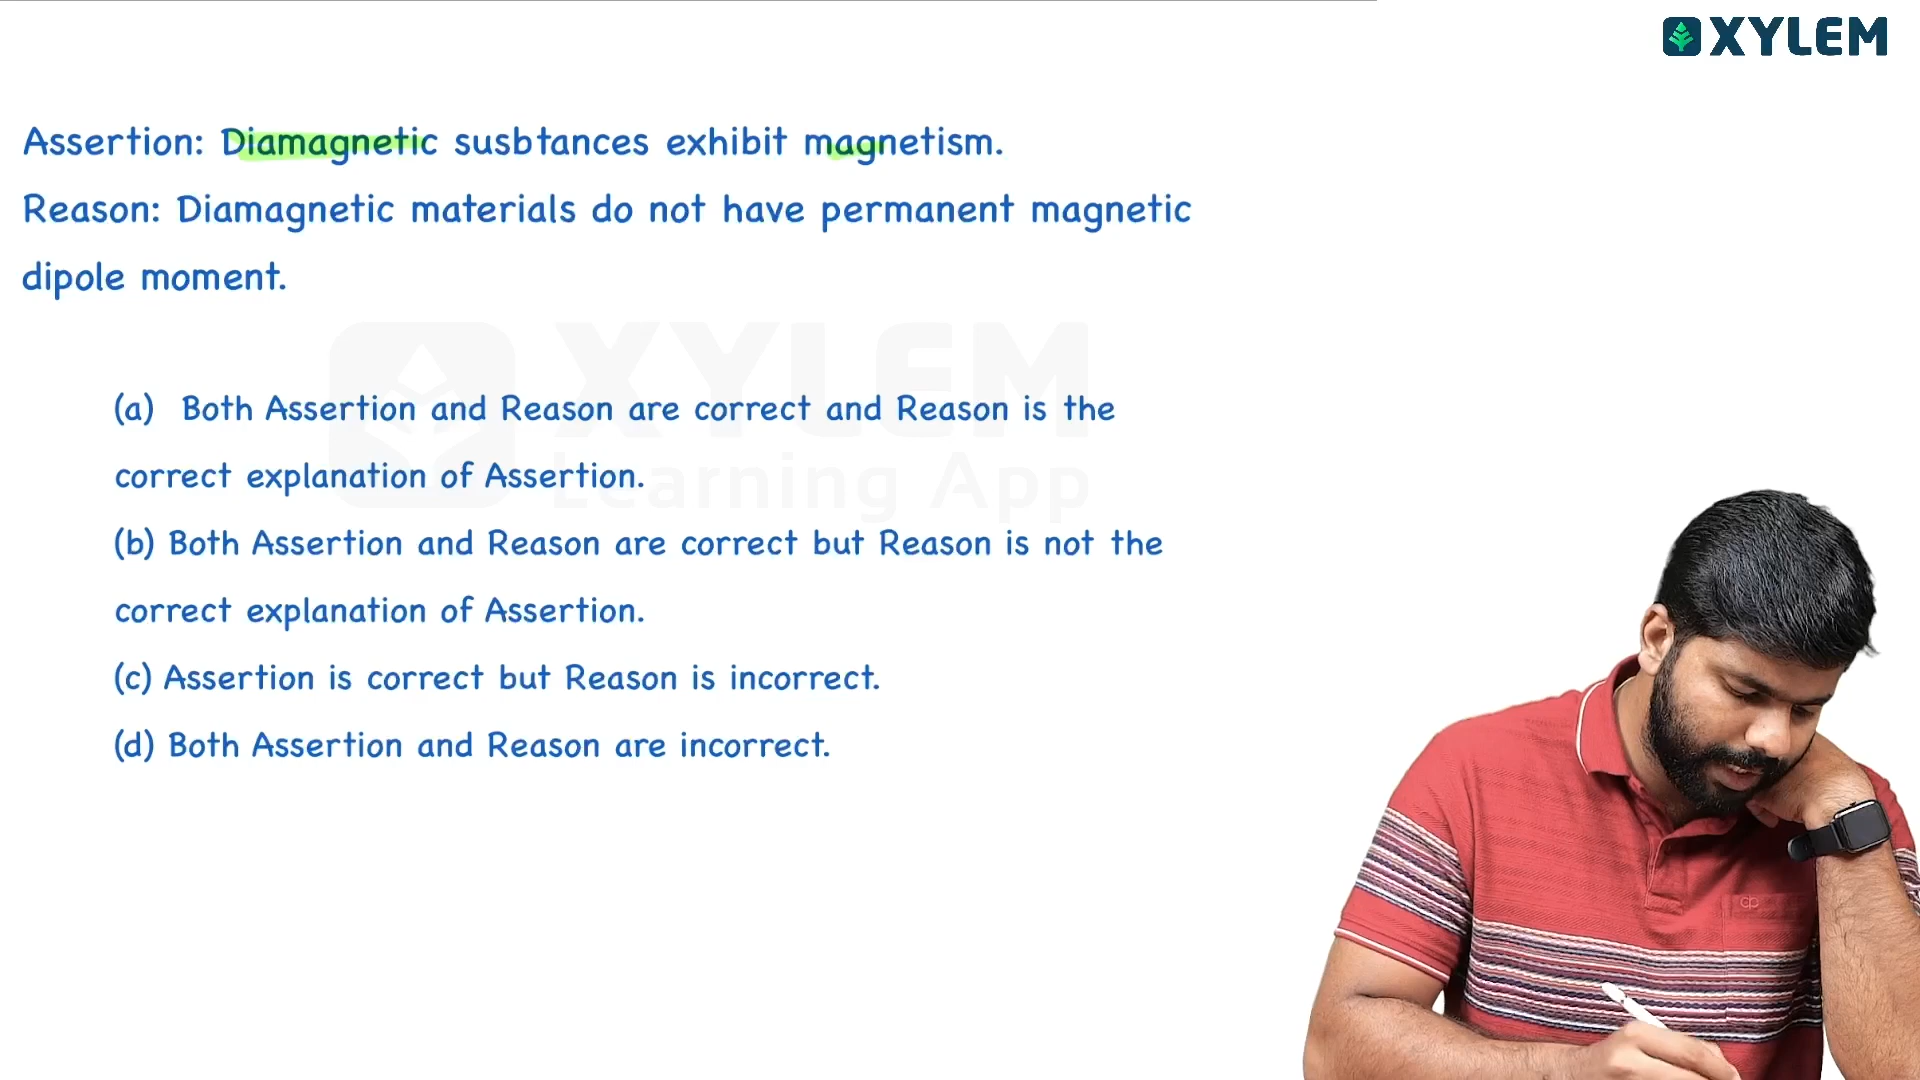 XYLEM
Assertion: Diamagnetic susbtances exhibit magnetism.
Reason: Diamagnetic materials do not have permanent magnetic
dipole moment.
XYLEM
Learning App
(a) Both Assertion and Reason are correct and Reason is the
correct explanation of Assertion.
(b) Both Assertion and Reason are correct but Reason is not the
correct explanation of Assertion.
(c) Assertion is correct but Reason is incorrect.
(d) Both Assertion and Reason are incorrect.